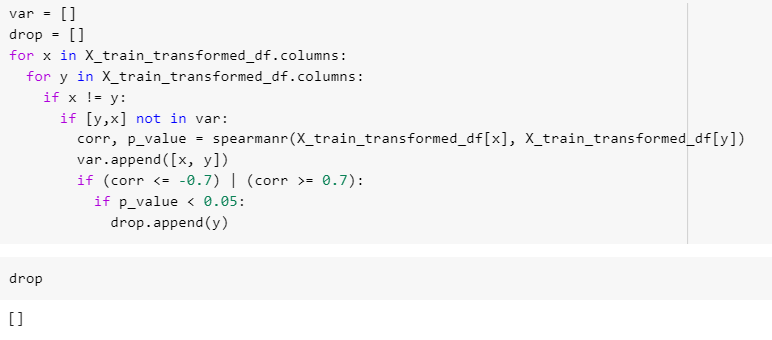 var = []
drop = []
for x in X_train_transformed_df.columns:
  for y in X_train_transformed_df.columns:
    if x != y:
      if [y,x] not in var:
        corr, p_value = spearmanr(X_train_transformed_df[x], X_train_transformed_df[y])
        var.append([x, y])
        if (corr <= -0.7) | (corr >= 0.7):
          if p_value < 0.05:
            drop.append(y)
drop
[]